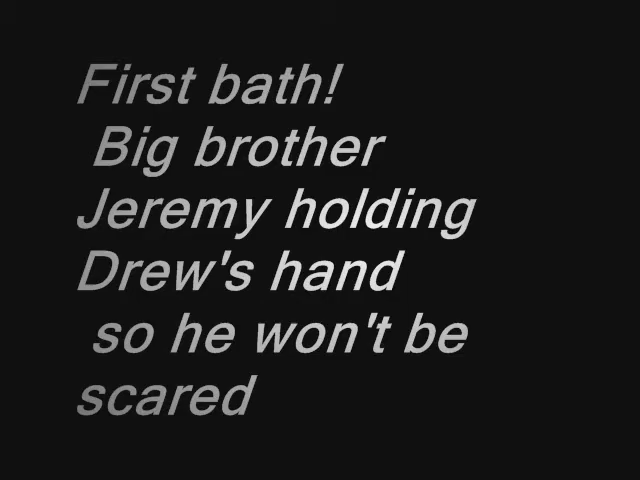 First bath!
Big brother
Jeremy holding
Drew's hand
so he won't be
scared